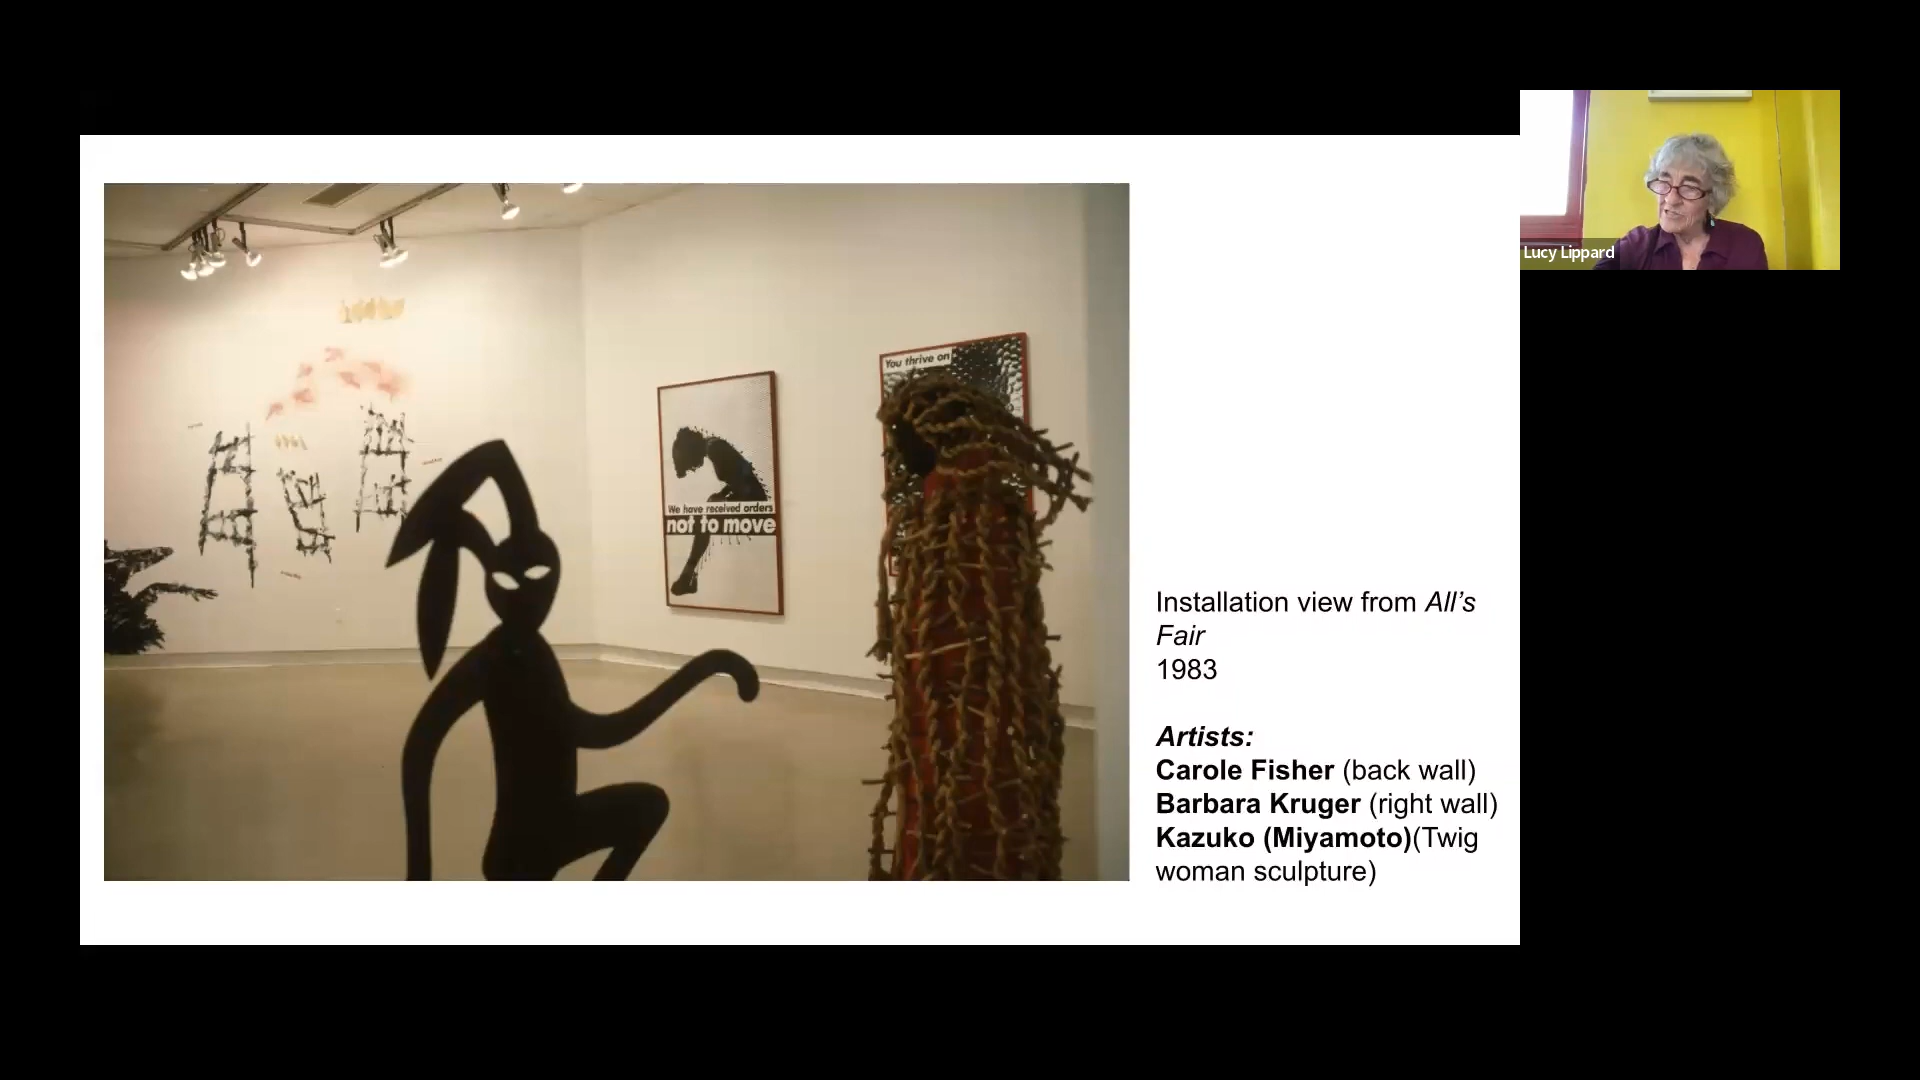 Lucy Lippard
You thrive on
We have received orders
not to move
Installation view from All’s
Fair
1983
Artists:
Carole Fisher (back wall)
Barbara Kruger (right wall)
Kazuko (Miyamoto)(Twig
woman sculpture)